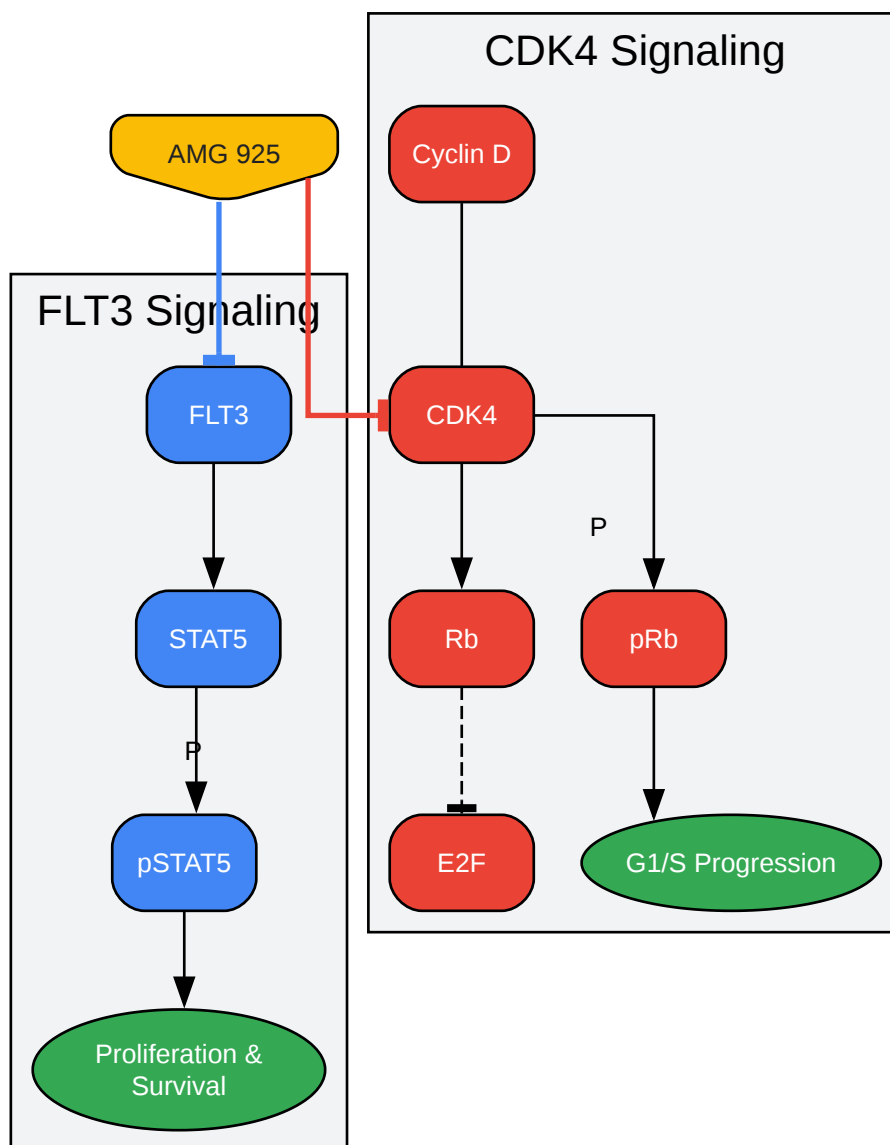 CDK4 Signaling
AMG 925
Cyclin D
FLT3 Signaling
FLT3
CDK4
P
STAT5
Rb
pRb
P
pSTAT5
E2F
G1/S Progression
Proliferation &
Survival